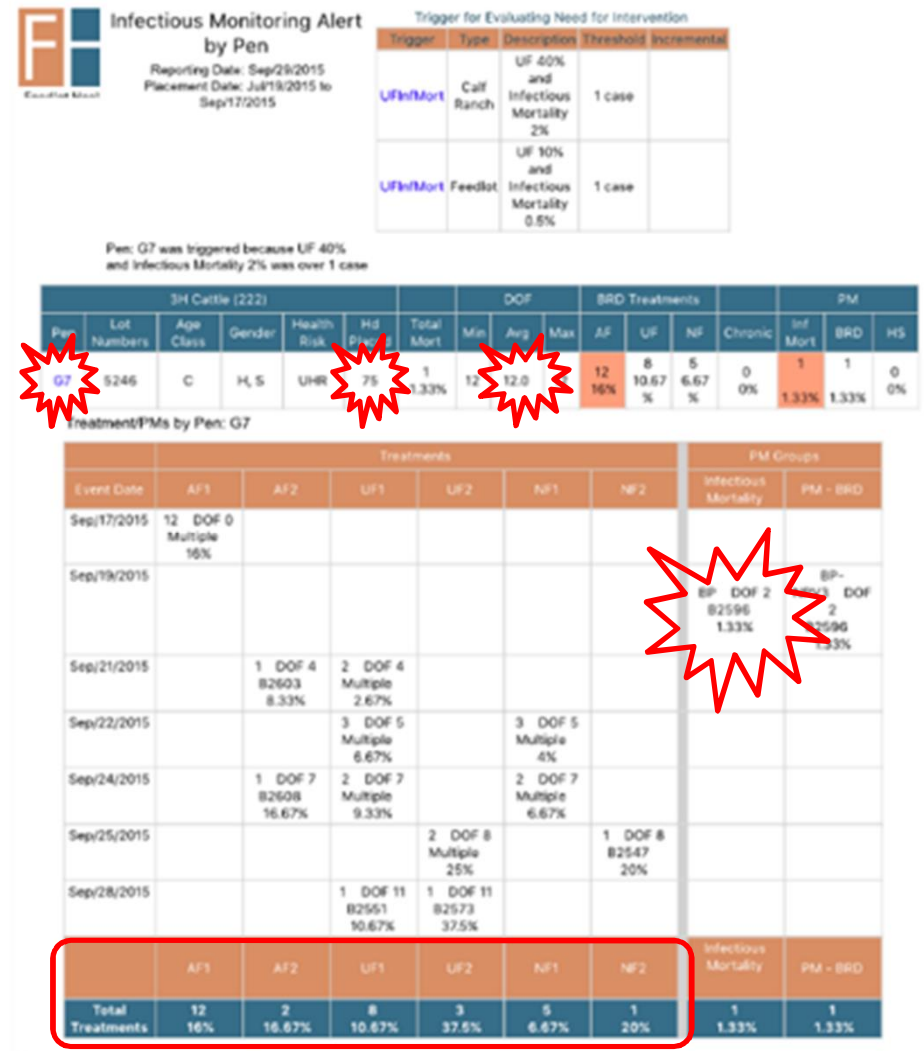 Infectious Monitoring Alert
by Pen
Reporting Date: Sep/29/2015
Placement Date: Jul/19/2015 to
Sep/17/2015
Trigger for Evaluating Need for Intervention
Trigger Type Description Threshold Incremental
UFInfMort Calf Ranch UF 40% and Infectious Mortality 2% 1 case
UFInfMort Feedlot UF 10% and Infectious Mortality 0.5% 1 case
Pen: G7 was triggered because UF 40%
and Infectious Mortality 2% was over 1 case
3H Cattle (222) DOF BRD Treatments PM
Lot Numbers Age Class Gender Health Risk Hd Total Mort Min Avg Max AF UF NF Chronic Inf Mort BRD HS
G7 5246 C H, S UHR 75 1 12 12.0 12 16% 8 10.67% 5 6.67% 0 0% 1 1.33% 1 1.33% 0 0%
Treatment/PMs by Pen: G7
Treatments PM Groups
Event Date AF1 AF2 UF1 UF2 NF1 NF2 Infectious Mortality PM - BRD
Sep/17/2015 12 DOF 0 Multiple 16%
Sep/19/2015 BP DOF 2 B2596 1.33% BP- DOF 2
Sep/21/2015 1 DOF 4 B2603 8.33% 2 DOF 4 Multiple 2.67%
Sep/22/2015 3 DOF 5 Multiple 6.67% 3 DOF 5 Multiple 4%
Sep/24/2015 1 DOF 7 B2608 16.67% 2 DOF 7 Multiple 9.33% 2 DOF 7 Multiple 6.67%
Sep/25/2015 2 DOF 8 Multiple 25% 1 DOF 8 B2547 20%
Sep/28/2015 1 DOF 11 B2551 10.67% 1 DOF 11 B2573 37.5%
AF1 AF2 UF1 UF2 NF1 NF2 Infectious Mortality PM - BRD
Total Treatments 12 16% 2 16.67% 8 10.67% 3 37.5% 5 6.67% 1 20% 1 1.33% 1 1.33%